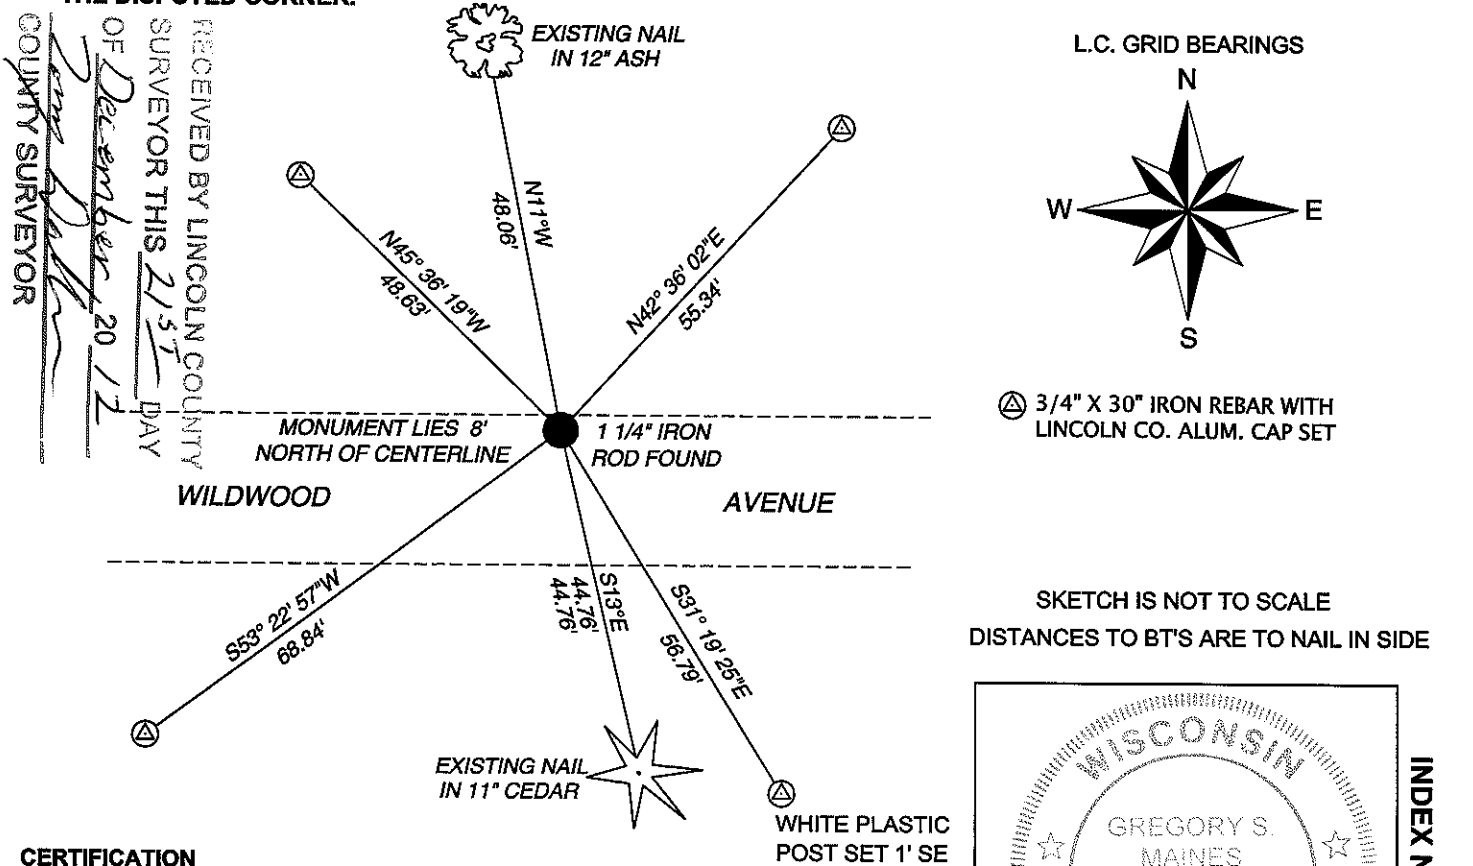 THE DISPUTED CORNER.
RECEIVED BY LINCOLN COUNTY
SURVEYOR THIS 21ST DAY
OF December, 20 12
COUNTY SURVEYOR
EXISTING NAIL
IN 12" ASH
N11°W
48.06'
N45° 36' 19"W
48.63'
N42° 36' 02"E
55.34'
MONUMENT LIES 8'
NORTH OF CENTERLINE
1 1/4" IRON
ROD FOUND
WILDWOOD AVENUE
S53° 22' 57"W
68.84'
S13°E
44.76'
44.76'
S31° 19' 25"E
56.79'
EXISTING NAIL
IN 11" CEDAR
WHITE PLASTIC
POST SET 1' SE
L.C. GRID BEARINGS
N
W E
S
3/4" X 30" IRON REBAR WITH
LINCOLN CO. ALUM. CAP SET
SKETCH IS NOT TO SCALE
DISTANCES TO BT'S ARE TO NAIL IN SIDE
WISCONSIN
GREGORY S.
MAINES
INDEX N
CERTIFICATION